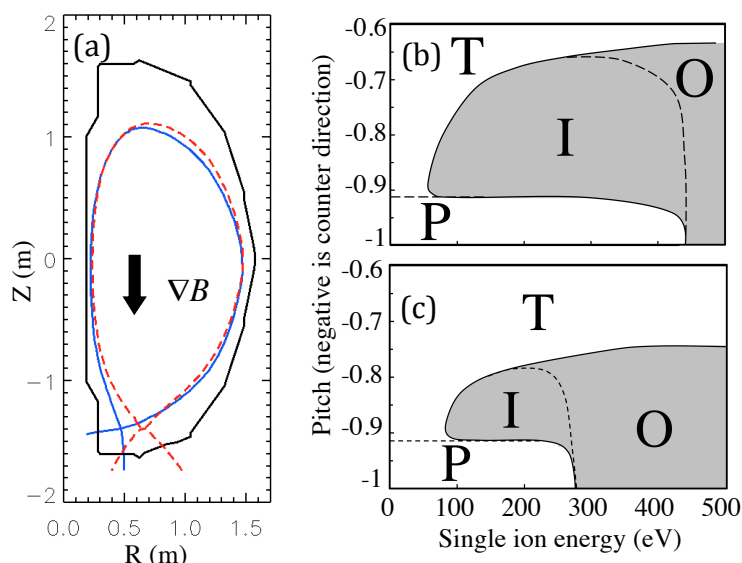 (a)
2
1
0
-1
-2
Z (m)
∇B
0.0 0.5 1.0 1.5
R (m)
(b)
T
O
I
P
-0.6
-0.7
-0.8
-0.9
-1
Pitch (negative is counter direction)
(c)
T
I
O
P
-0.6
-0.7
-0.8
-0.9
-1
0 100 200 300 400 500
Single ion energy (eV)